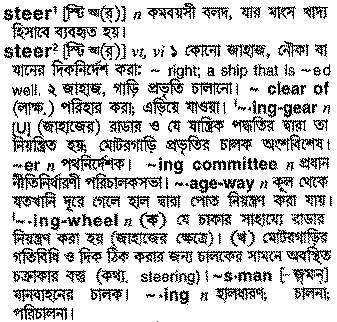 steer¹ [স্টিঅ্যা(র্)] n কমবয়সী বলদ, যার মাংস খাদ্য
হিসাবে ব্যবহৃত হয়।
steer² [স্টিঅ্যা(র্)] vt, vi ১ কোনো জাহাজ, নৌকা বা
যানের দিকনির্দেশ করা: ~ right; a ship that is ~ed
well. ২ জাহাজ, গাড়ি প্রভৃতি চালানো। ~ clear of
(লাক্ষ.) পরিহার করা; এড়িয়ে যাওয়া। '~·ing-gear n
[U] (জাহাজের) রাডার ও যে যান্ত্রিক পদ্ধতির দ্বারা তা
নিয়ন্ত্রিত হয়; মোটরগাড়ি প্রভৃতির চালক অংশবিশেষ।
~er n পথনির্দেশক। ~ing committee n প্রধান
নীতিনির্ধারণী পরিচালকসভা। ~·age-way n কূল থেকে
যতখানি দূরে গেলে হাল দ্বারা পোত নিয়ন্ত্রণ করা যায়।
'~·ing-wheel n (ক) যে চাকার সাহায্যে রাডার
নিয়ন্ত্রণ করা হয় (জাহাজের ক্ষেত্রে)। (খ) মোটরগাড়ির
গতিবিধি ও দিক ঠিক করার জন্য চালকের সামনে অবস্থিত
চক্রাকার বস্তু (কথ্য, steering)। ~s·man [-জ্‌মান্]
যানবাহনের চালক। ~·ing n হালধারণ; চালনা;
পরিচালনা।